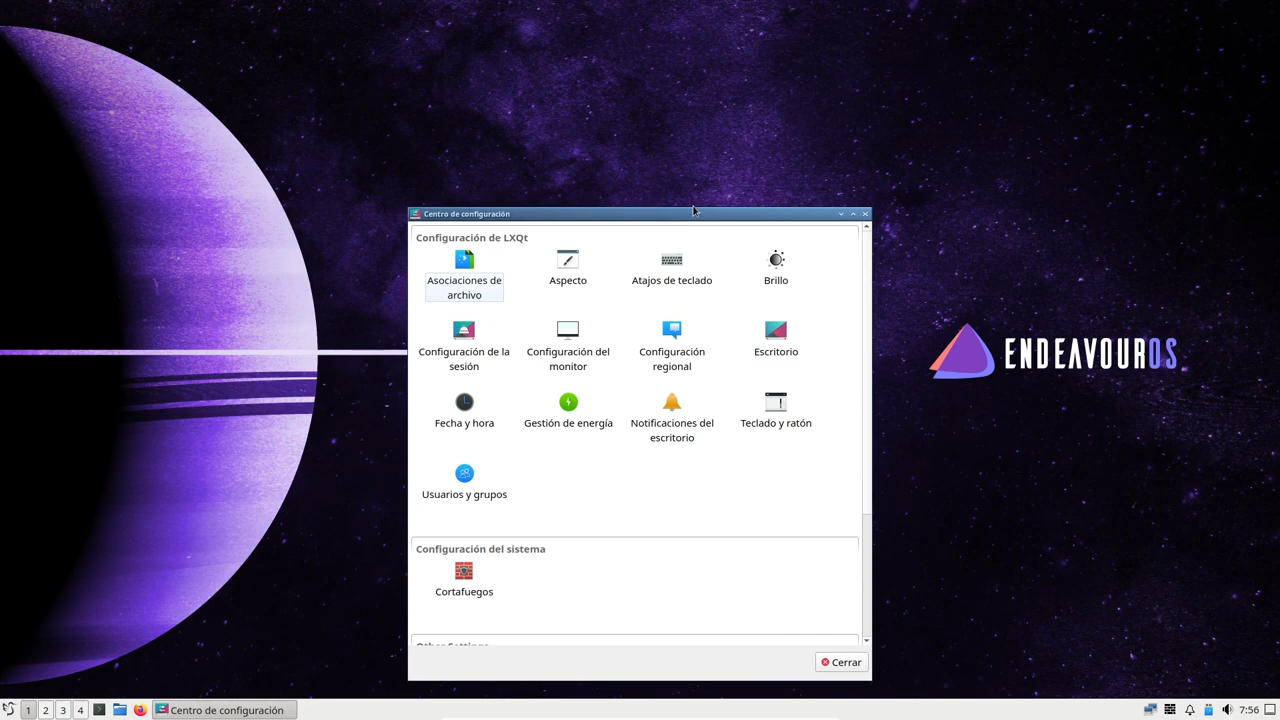 Centro de configuración
Configuración de LXQt
Asociaciones de
archivo
Aspecto
Atajos de teclado
Brillo
Configuración de la
sesión
Configuración del
monitor
Configuración
regional
Escritorio
Fecha y hora
Gestión de energía
Notificaciones del
escritorio
Teclado y ratón
Usuarios y grupos
Configuración del sistema
Cortafuegos
Other Settings
Cerrar
ENDEAVOUROS
1
2
3
4
Centro de configuración
7:56